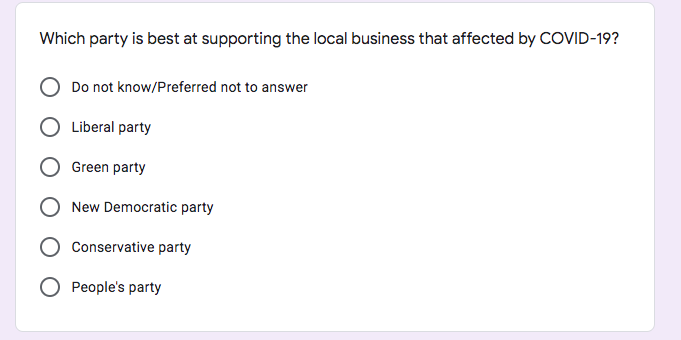 Which party is best at supporting the local business that affected by COVID-19?
Do not know/Preferred not to answer
Liberal party
Green party
New Democratic party
Conservative party
People's party